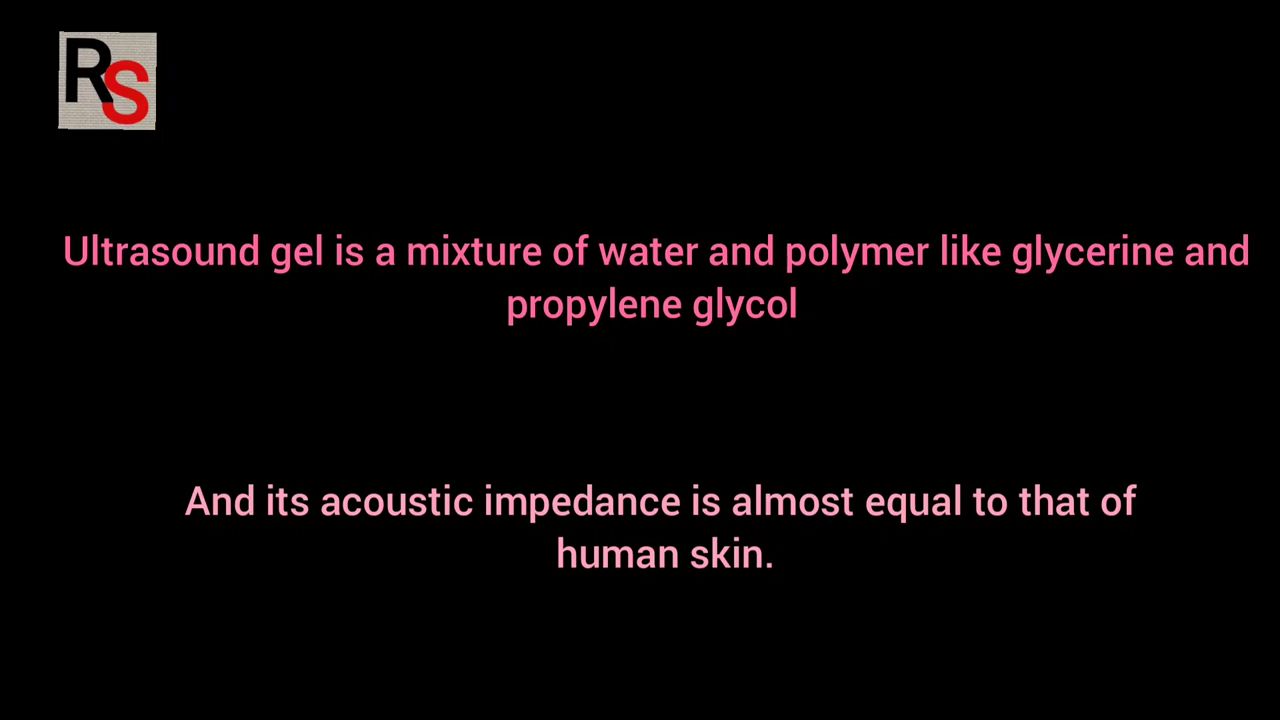 RS
Ultrasound gel is a mixture of water and polymer like glycerine and
propylene glycol
And its acoustic impedance is almost equal to that of
human skin.